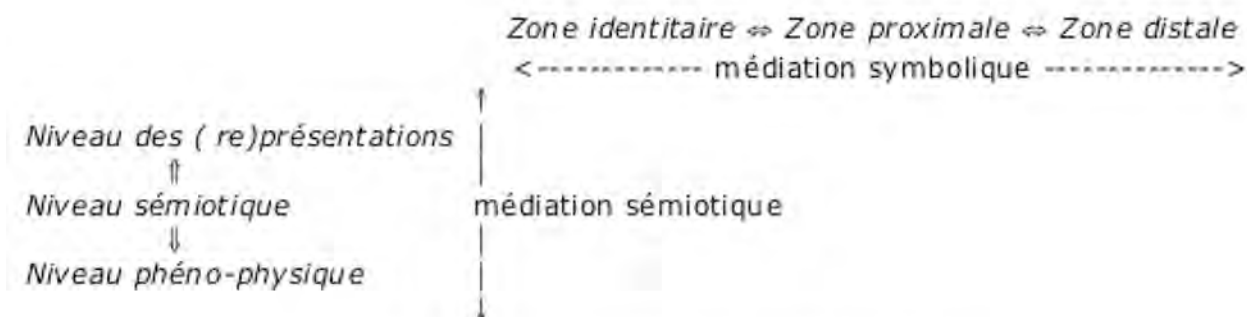 Zone identitaire ⇔ Zone proximale ⇔ Zone distale
<------------- médiation symbolique -------------->
Niveau des ( re)présentations
Niveau sémiotique médiation sémiotique
Niveau phéno-physique